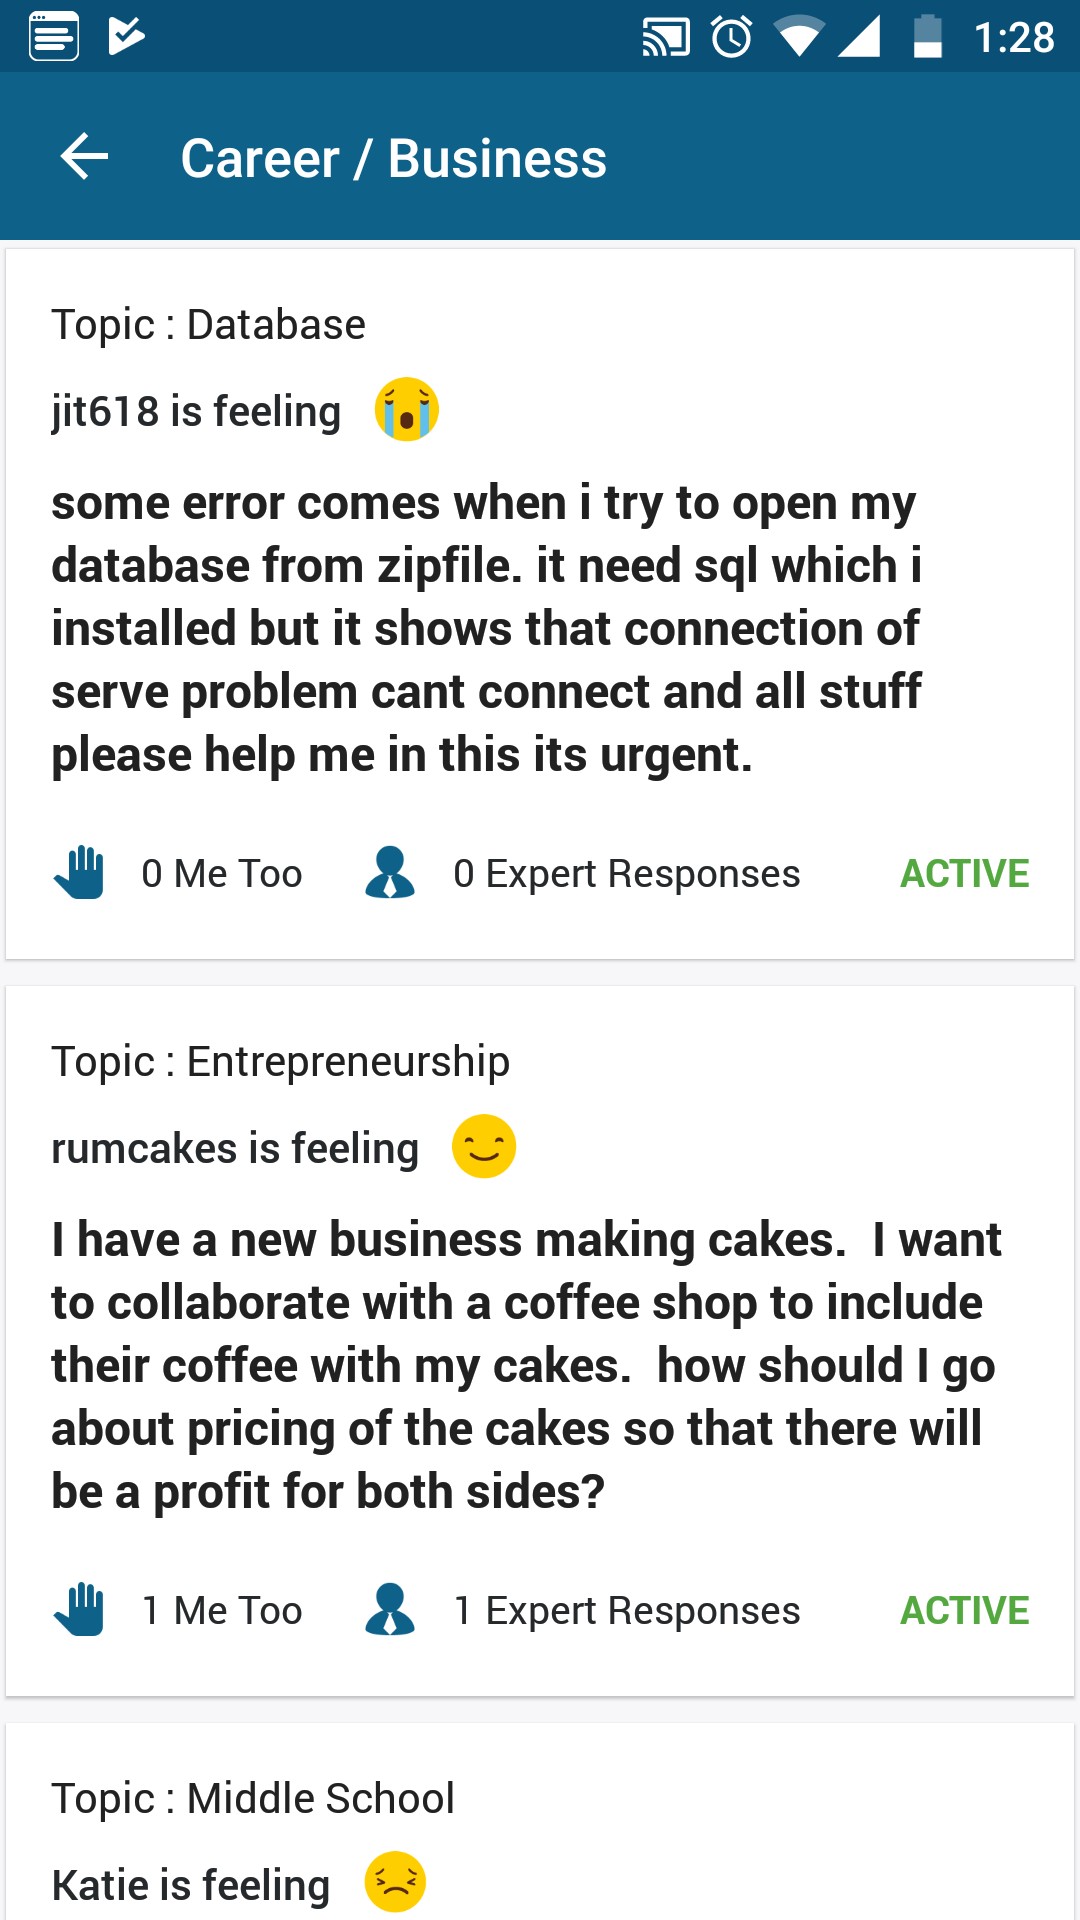 1:28
Career / Business
Topic : Database
jit618 is feeling
some error comes when i try to open my
database from zipfile. it need sql which i
installed but it shows that connection of
serve problem cant connect and all stuff
please help me in this its urgent.
0 Me Too 0 Expert Responses ACTIVE
Topic : Entrepreneurship
rumcakes is feeling
I have a new business making cakes.  I want
to collaborate with a coffee shop to include
their coffee with my cakes.  how should I go
about pricing of the cakes so that there will
be a profit for both sides?
1 Me Too 1 Expert Responses ACTIVE
Topic : Middle School
Katie is feeling